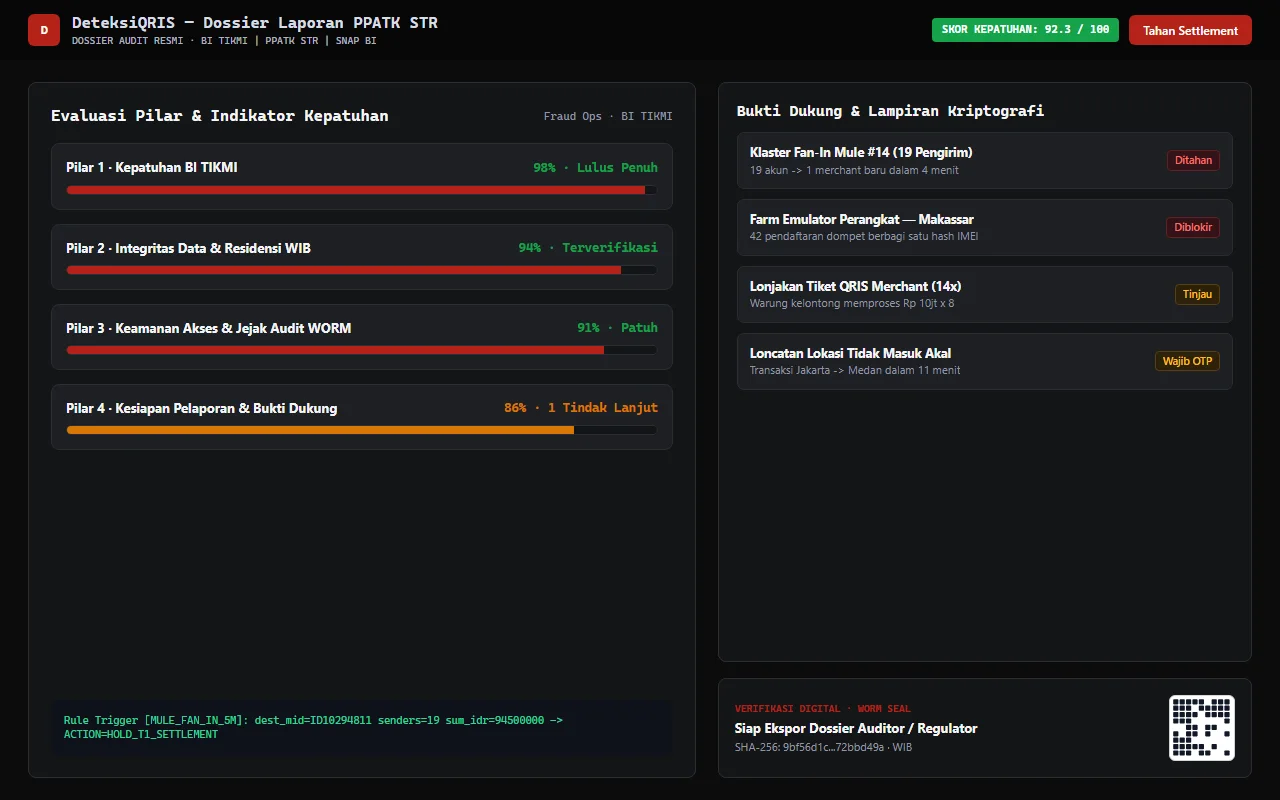 D
DeteksiQRIS — Dossier Laporan PPATK STR
DOSSIER AUDIT RESMI · BI TIKMI | PPATK STR | SNAP BI
SKOR KEPATUHAN: 92.3 / 100
Tahan Settlement
Evaluasi Pilar & Indikator Kepatuhan
Fraud Ops · BI TIKMI
Pilar 1 · Kepatuhan BI TIKMI
98% · Lulus Penuh
Pilar 2 · Integritas Data & Residensi WIB
94% · Terverifikasi
Pilar 3 · Keamanan Akses & Jejak Audit WORM
91% · Patuh
Pilar 4 · Kesiapan Pelaporan & Bukti Dukung
86% · 1 Tindak Lanjut
Rule Trigger [MULE_FAN_IN_5M]: dest_mid=ID10294811 senders=19 sum_idr=94500000 ->
ACTION=HOLD_T1_SETTLEMENT
Bukti Dukung & Lampiran Kriptografi
Klaster Fan-In Mule #14 (19 Pengirim)
19 akun -> 1 merchant baru dalam 4 menit
Ditahan
Farm Emulator Perangkat — Makassar
42 pendaftaran dompet berbagi satu hash IMEI
Diblokir
Lonjakan Tiket QRIS Merchant (14x)
Warung kelontong memproses Rp 10jt x 8
Tinjau
Loncatan Lokasi Tidak Masuk Akal
Transaksi Jakarta -> Medan dalam 11 menit
Wajib OTP
VERIFIKASI DIGITAL · WORM SEAL
Siap Ekspor Dossier Auditor / Regulator
SHA-256: 9bf56d1c…72bbd49a · WIB